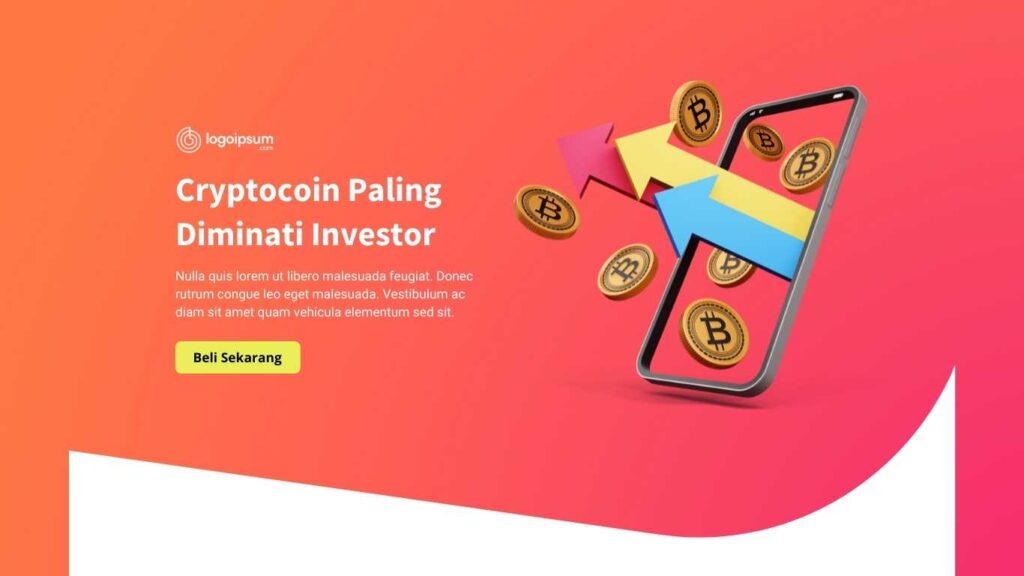 logoipsum
.com
Cryptocoin Paling
Diminati Investor
Nulla quis lorem ut libero malesuada feugiat. Donec
rutrum congue leo eget malesuada. Vestibulum ac
diam sit amet quam vehicula elementum sed sit.
Beli Sekarang